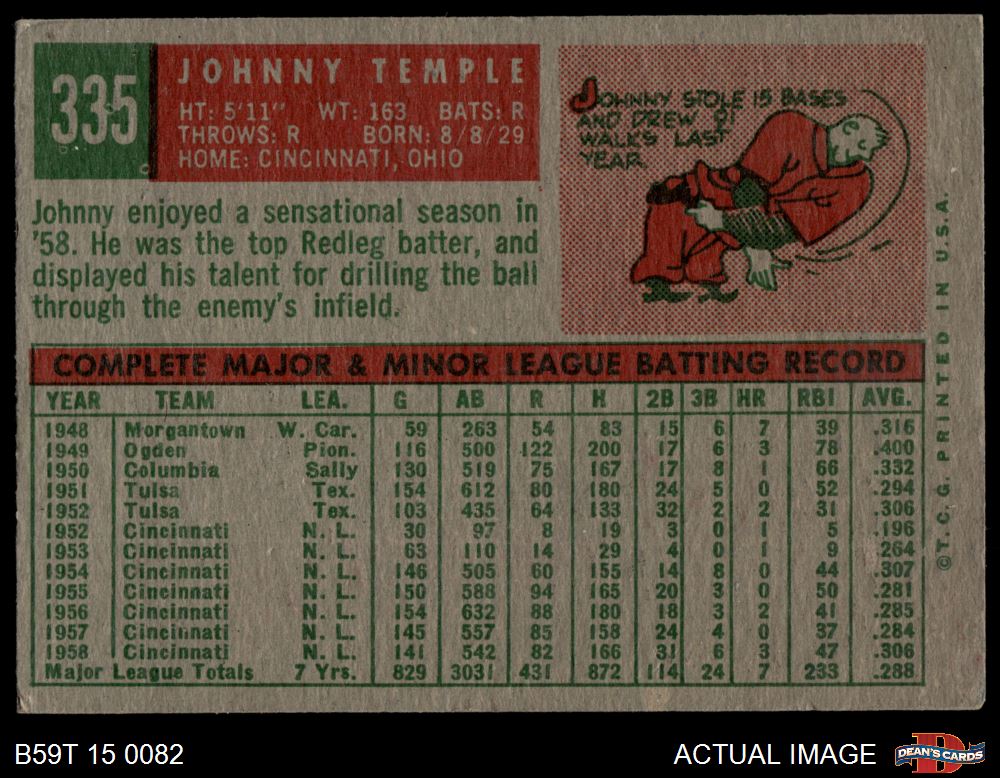 335
JOHNNY TEMPLE
HT: 5'11" WT: 163 BATS: R
THROWS: R BORN: 8/8/29
HOME: CINCINNATI, OHIO
Johnny enjoyed a sensational season in
'58. He was the top Redleg batter, and
displayed his talent for drilling the ball
through the enemy's infield.
JOHNNY STOLE 15 BASES
AND DREW 91
WALKS LAST
YEAR.
COMPLETE MAJOR & MINOR LEAGUE BATTING RECORD
YEAR TEAM LEA. G AB R H 2B 3B HR RBI AVG.
1948 Morgantown W. Car. 59 263 54 83 15 6 7 39 .316
1949 Ogden Pion. 116 500 122 200 17 6 3 78 .400
1950 Columbia Sally 130 519 75 167 17 8 1 66 .332
1951 Tulsa Tex. 154 612 80 180 24 5 0 52 .294
1952 Tulsa Tex. 103 435 64 133 32 2 2 31 .306
1952 Cincinnati N. L. 30 97 8 19 3 0 1 5 .196
1953 Cincinnati N. L. 63 110 14 29 4 0 1 9 .264
1954 Cincinnati N. L. 146 505 60 155 14 8 0 44 .307
1955 Cincinnati N. L. 150 588 94 165 20 3 0 50 .281
1956 Cincinnati N. L. 154 632 88 180 18 3 2 41 .285
1957 Cincinnati N. L. 145 557 85 158 24 4 0 37 .284
1958 Cincinnati N. L. 141 542 82 166 31 6 3 47 .306
Major League Totals 7 Yrs. 829 3031 431 872 114 24 7 233 .288
©T. C. G. PRINTED IN U.S.A.
B59T 15 0082
ACTUAL IMAGE
DEAN'S CARDS